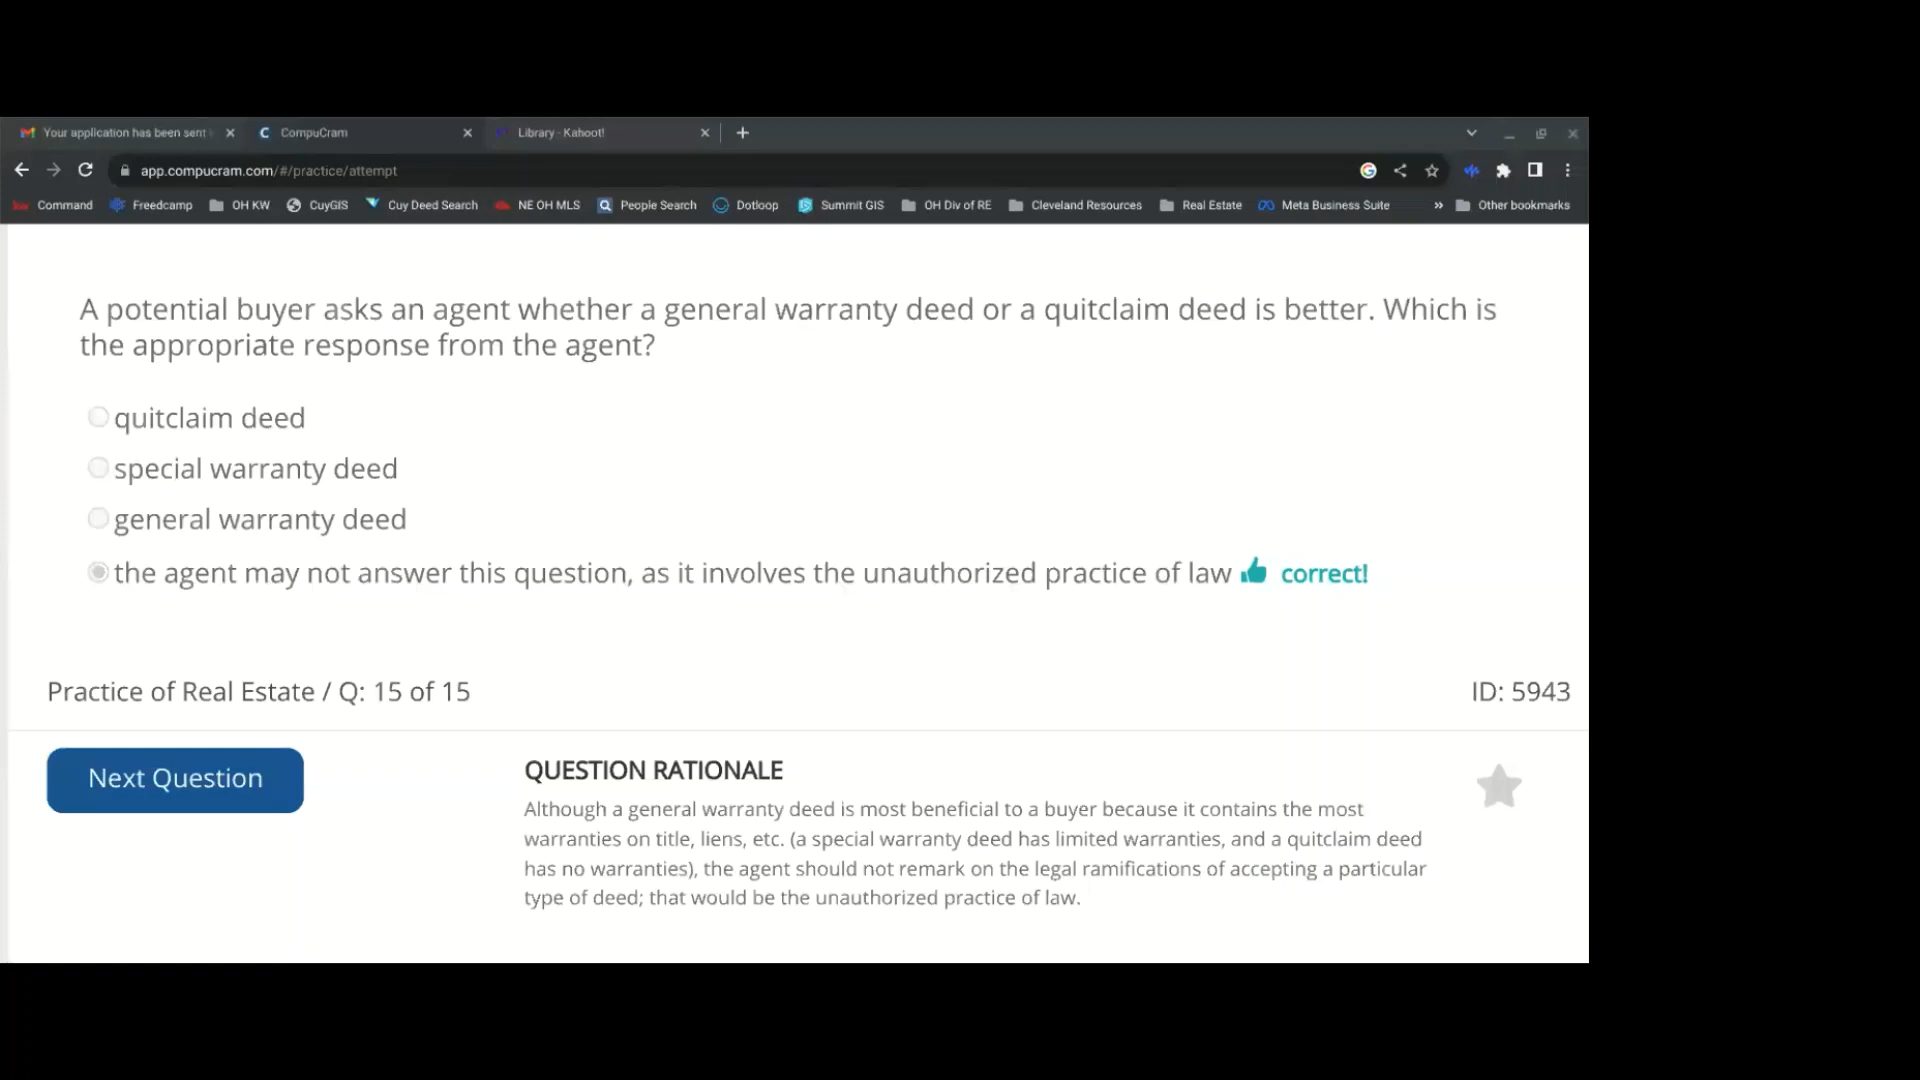 Your application has been sent
CompuCram
Library - Kahoot!
app.compucram.com/#/practice/attempt
Command Freedcamp OH KW CuyGIS Cuy Deed Search NE OH MLS People Search Dotloop Summit GIS OH Div of RE Cleveland Resources Real Estate Meta Business Suite » Other bookmarks
A potential buyer asks an agent whether a general warranty deed or a quitclaim deed is better. Which is
the appropriate response from the agent?
quitclaim deed
special warranty deed
general warranty deed
the agent may not answer this question, as it involves the unauthorized practice of law correct!
Practice of Real Estate / Q: 15 of 15
ID: 5943
Next Question
QUESTION RATIONALE
Although a general warranty deed is most beneficial to a buyer because it contains the most
warranties on title, liens, etc. (a special warranty deed has limited warranties, and a quitclaim deed
has no warranties), the agent should not remark on the legal ramifications of accepting a particular
type of deed; that would be the unauthorized practice of law.